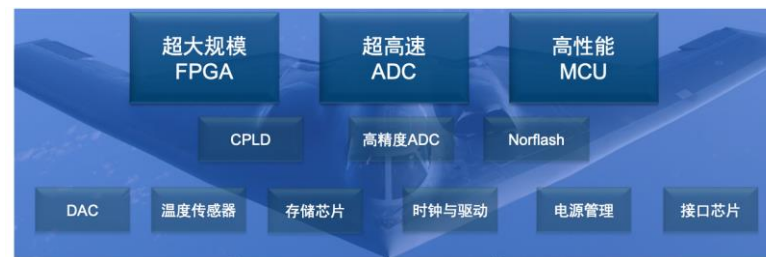 超大规模
FPGA
超高速
ADC
高性能
MCU
CPLD
高精度ADC
Norflash
DAC
温度传感器
存储芯片
时钟与驱动
电源管理
接口芯片